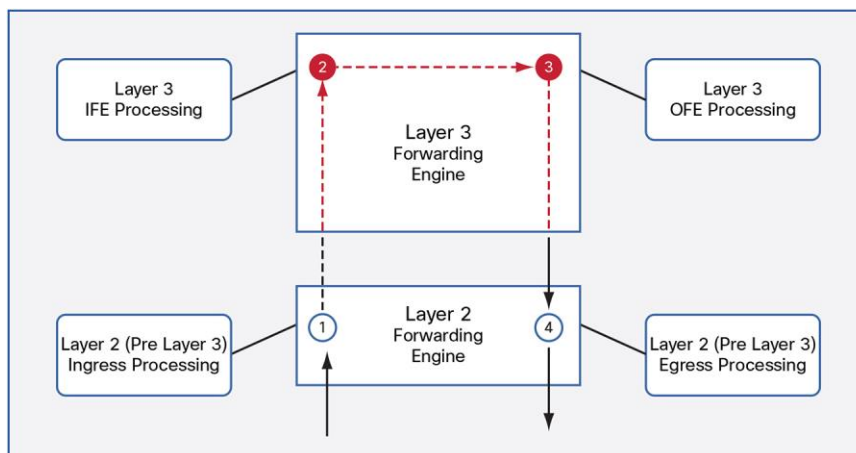 2
3
Layer 3
IFE Processing
Layer 3
OFE Processing
Layer 3
Forwarding
Engine
1
4
Layer 2
Forwarding
Engine
Layer 2 (Pre Layer 3)
Ingress Processing
Layer 2 (Pre Layer 3)
Egress Processing